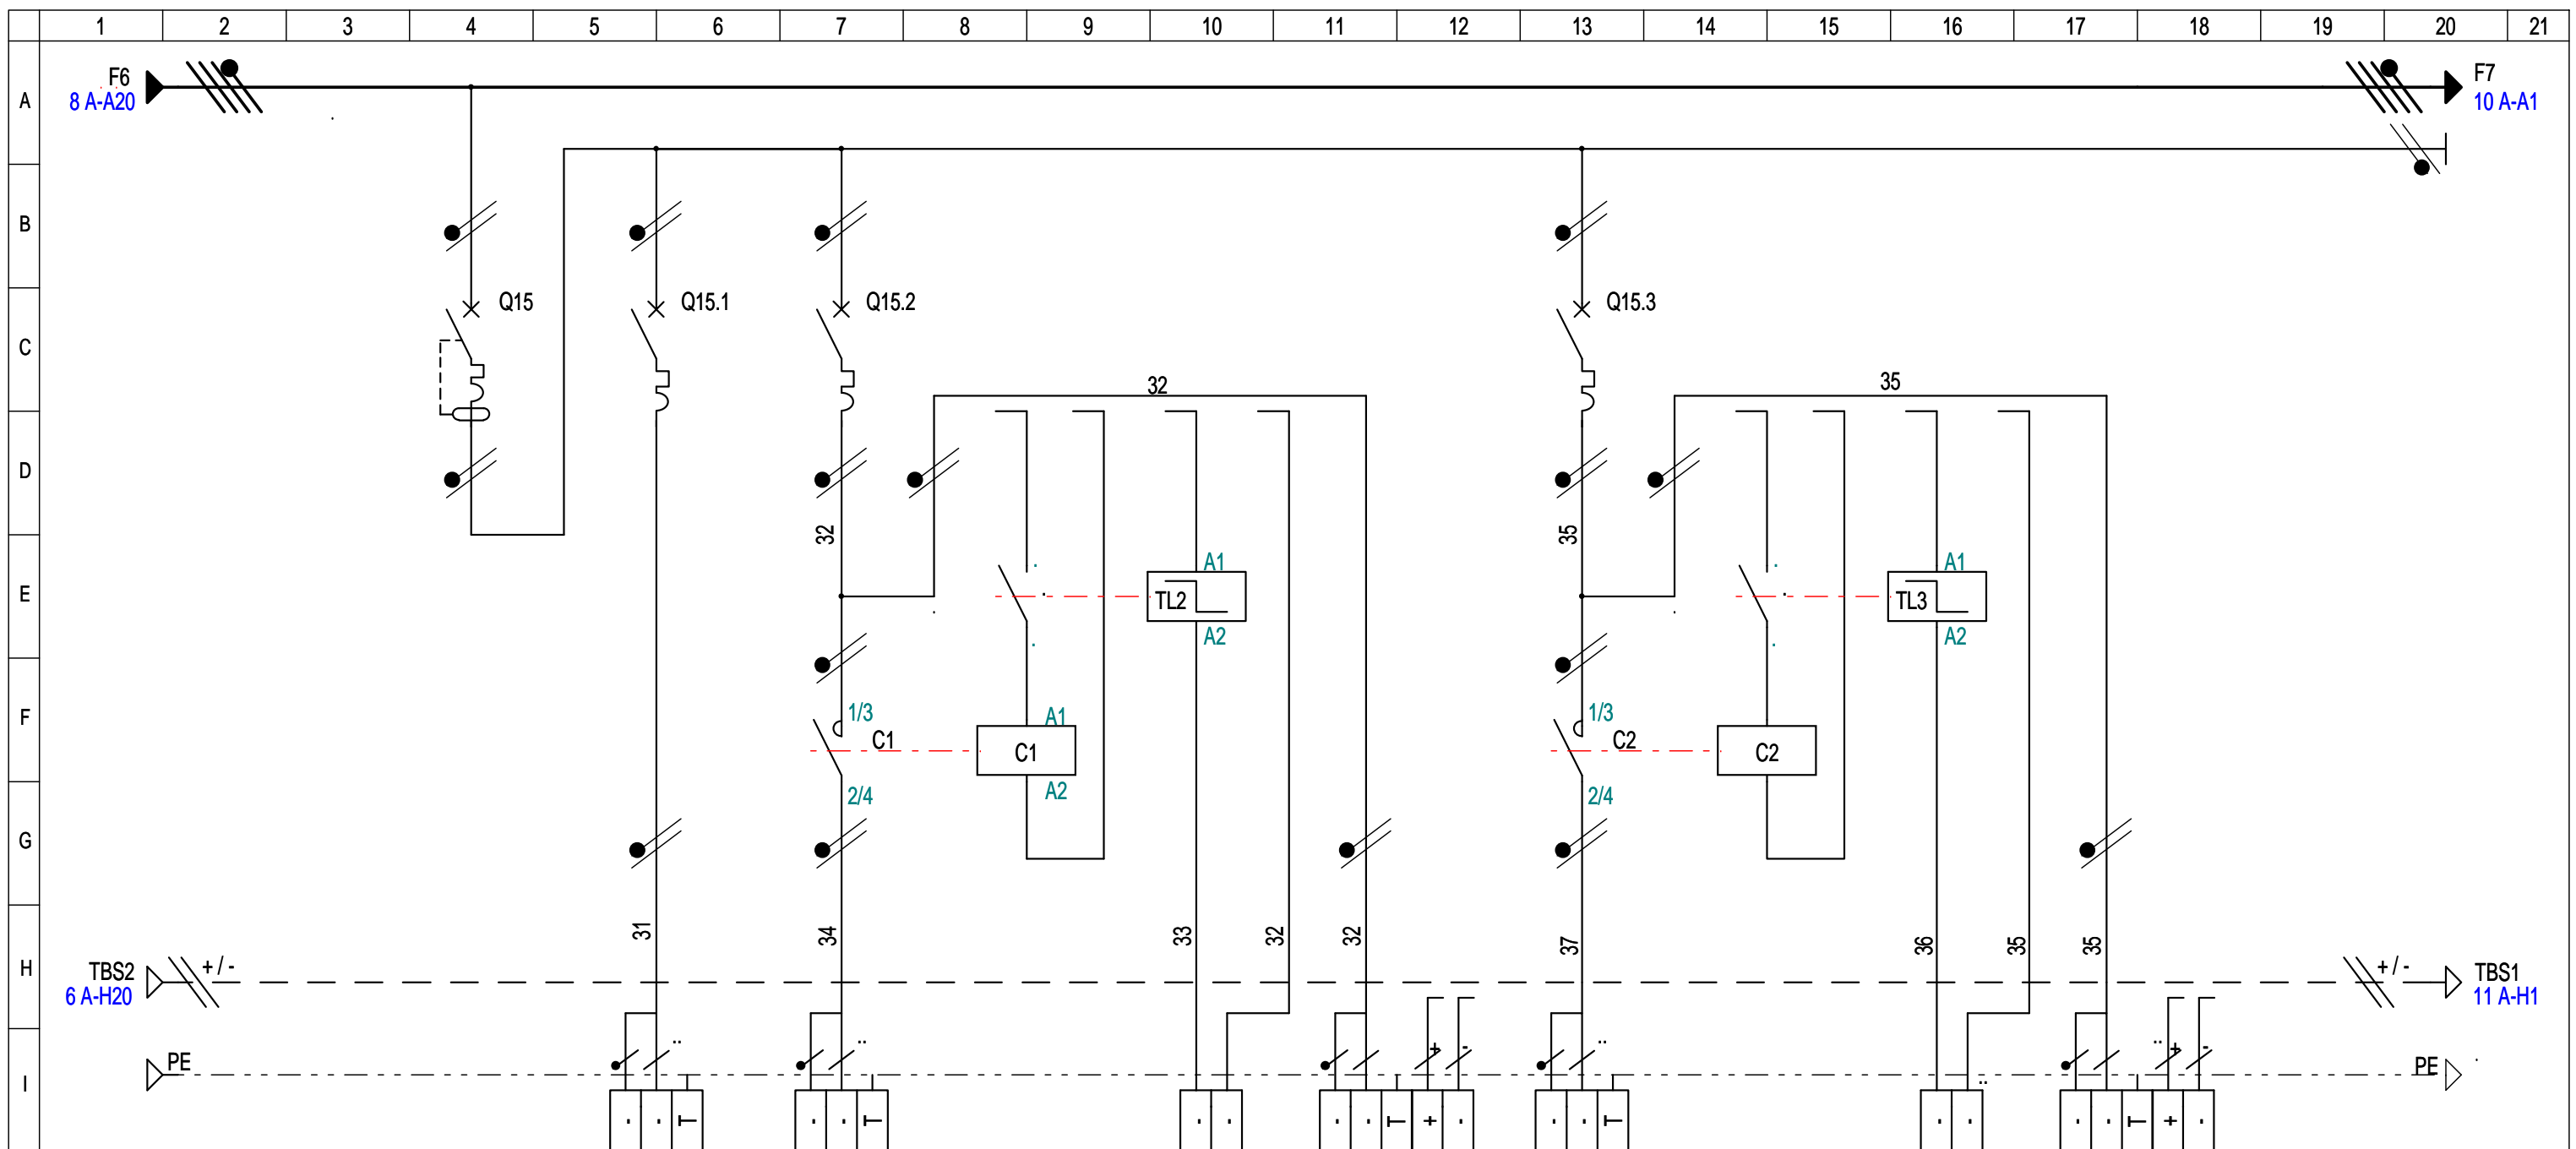 1 2 3 4 5 6 7 8 9 10 11 12 13 14 15 16 17 18 19 20 21
A
F6
8 A-A20
F7
10 A-A1
B
Q15 Q15.1 Q15.2 Q15.3
C
32 35
D
32 35
E
A1 A1
TL2 TL3
A2 A2
F
1/3 A1 1/3
C1 C1 C2 C2
2/4 A2 2/4
G
31 34 33 32 32 37 36 35 35
H
TBS2 + / - + / - TBS1
6 A-H20 11 A-H1
+ - + -
PE PE
I
- - T - - T - - - - T + - - - T - - - - T + -